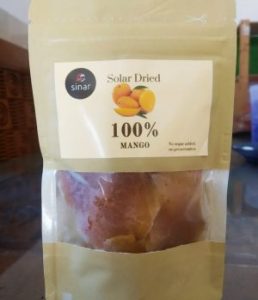 sinar
Solar Dried
100%
MANGO
No sugar added,
no preservatives